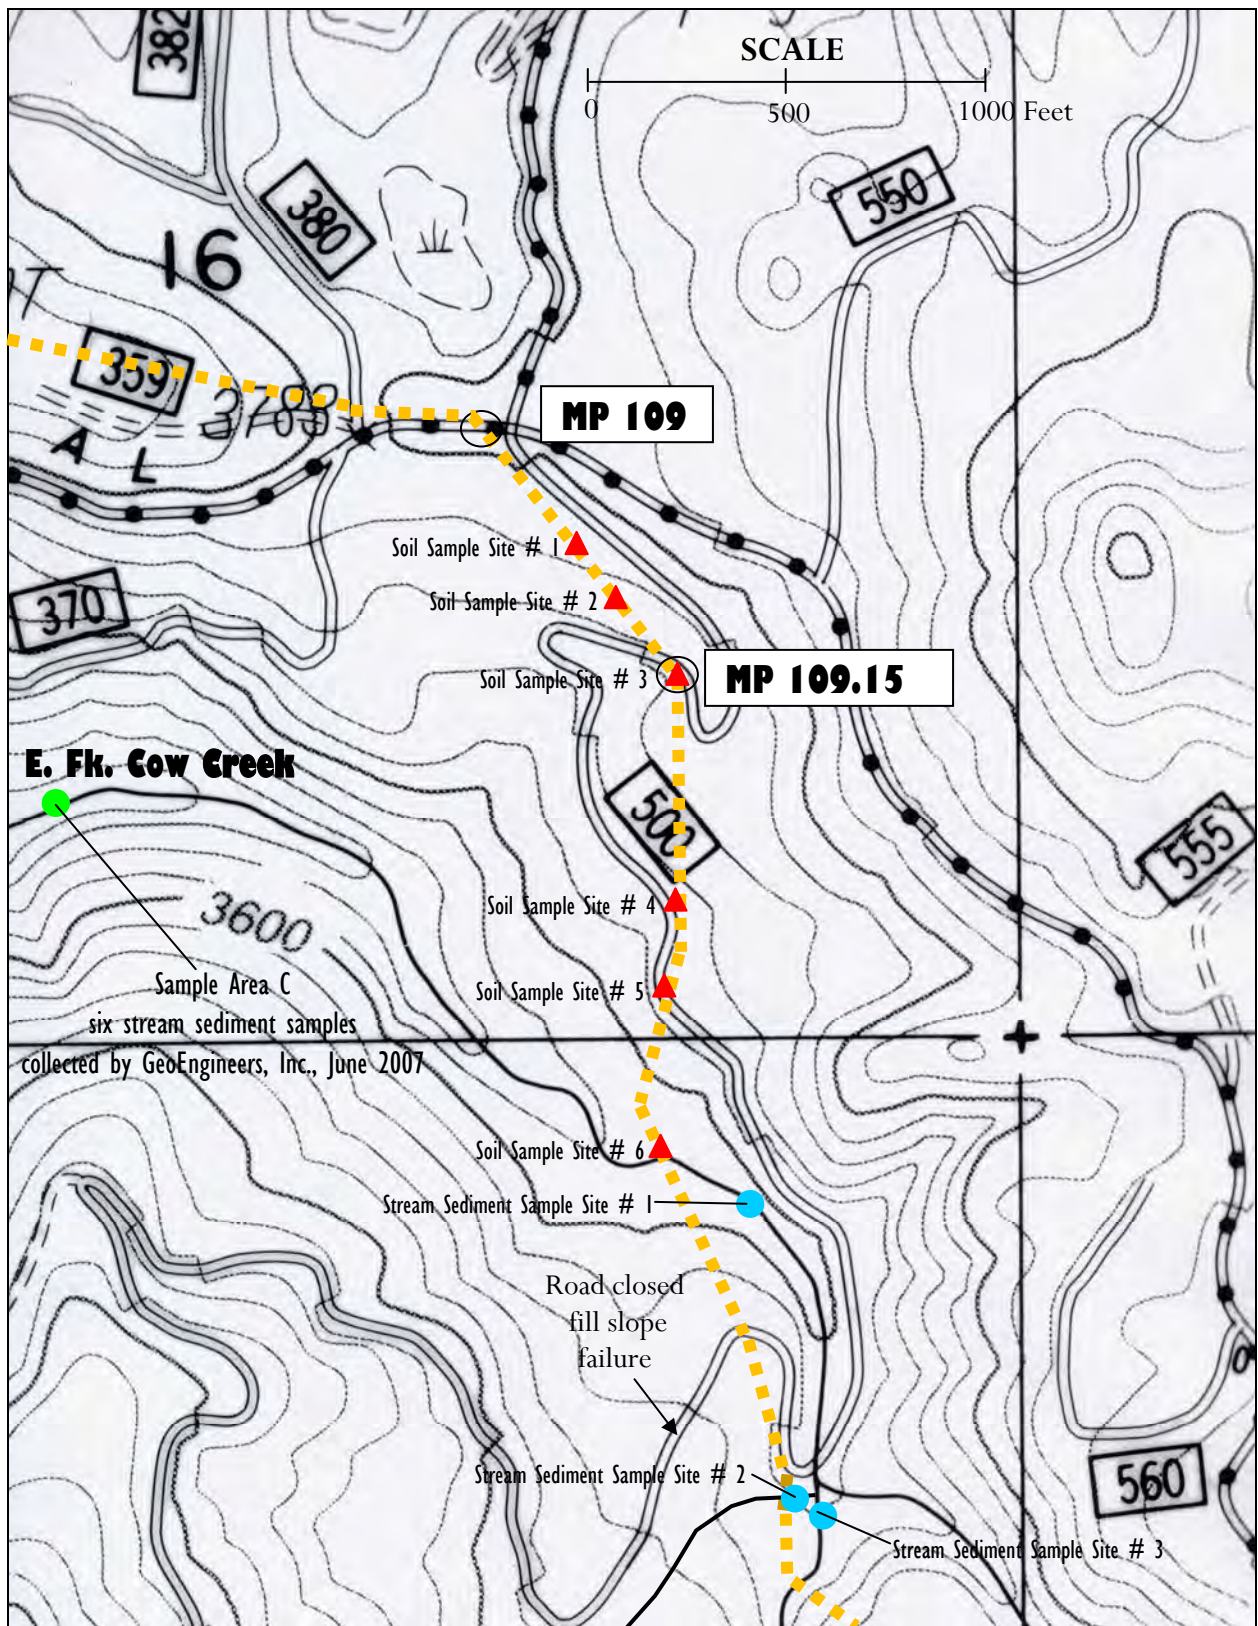 382
SCALE
0 500 1000 Feet
380
550
16
359
3788
A L
MP 109
Soil Sample Site # 1
370
Soil Sample Site # 2
Soil Sample Site # 3
MP 109.15
E. Fk. Cow Creek
500
555
3600
Soil Sample Site # 4
Sample Area C
six stream sediment samples
collected by GeoEngineers, Inc., June 2007
Soil Sample Site # 5
Soil Sample Site # 6
Stream Sediment Sample Site # 1
Road closed
fill slope
failure
Stream Sediment Sample Site # 2
560
Stream Sediment Sample Site # 3